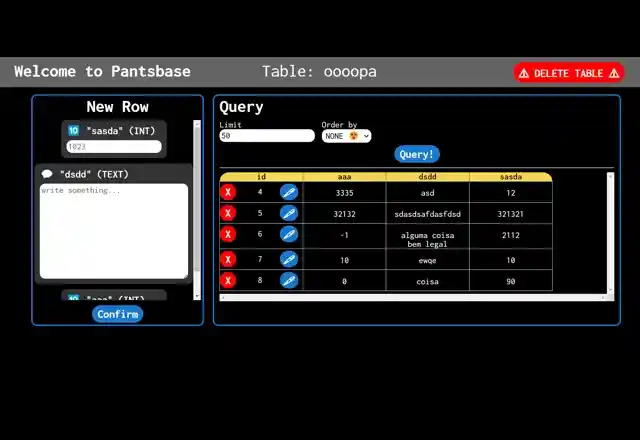 Welcome to Pantsbase
Table: oooopa
⚠ DELETE TABLE ⚠
New Row
"sasda" (INT)
1023
"dsdd" (TEXT)
write something...
"aaa" (INT)
Confirm
Query
Limit
50
Order by
NONE 😍
Query!
id aaa dsdd sasda
X 4 3335 asd 12
X 5 32132 sdasdsafdasfdsd 321321
X 6 -1 alguma coisa 2112
bem legal
X 7 10 ewqe 10
X 8 0 coisa 90